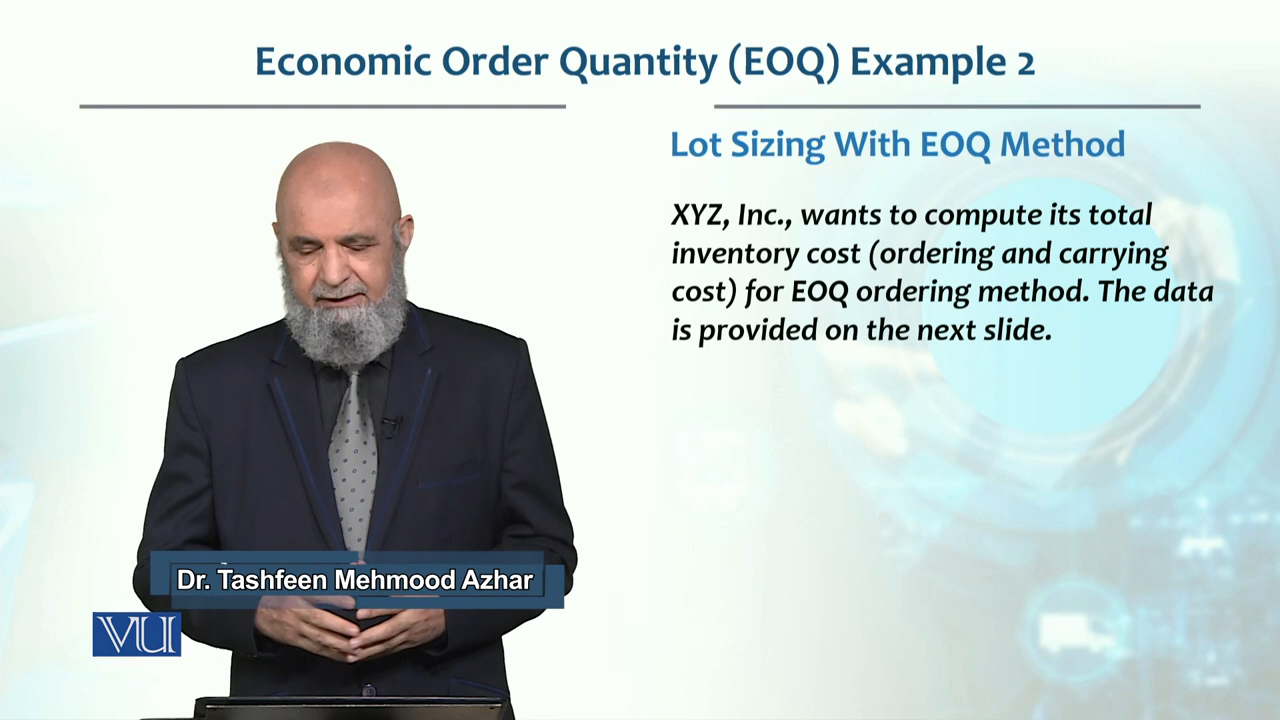 Economic Order Quantity (EOQ) Example 2
Lot Sizing With EOQ Method
XYZ, Inc., wants to compute its total
inventory cost (ordering and carrying
cost) for EOQ ordering method. The data
is provided on the next slide.
Dr. Tashfeen Mehmood Azhar
VU